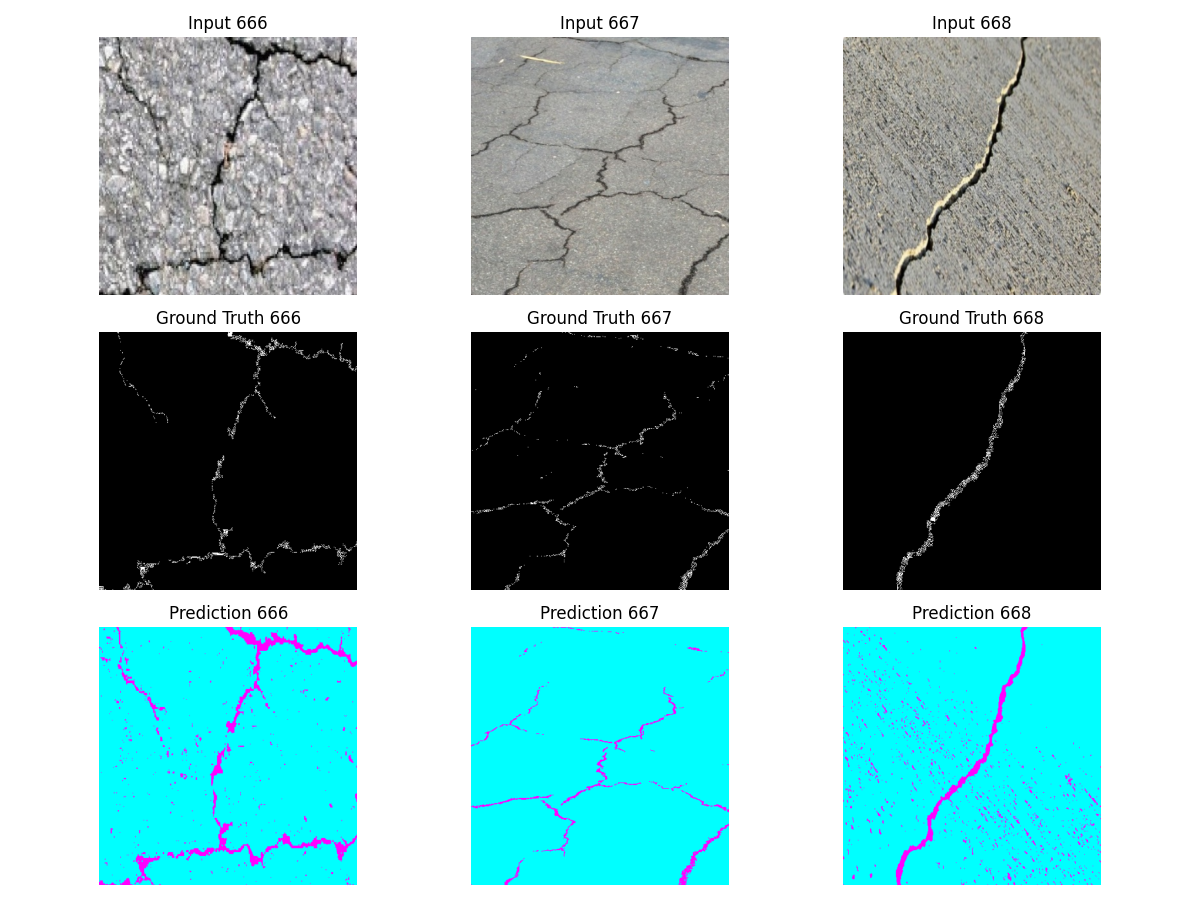 Input 666
Input 667
Input 668
Ground Truth 666
Ground Truth 667
Ground Truth 668
Prediction 666
Prediction 667
Prediction 668